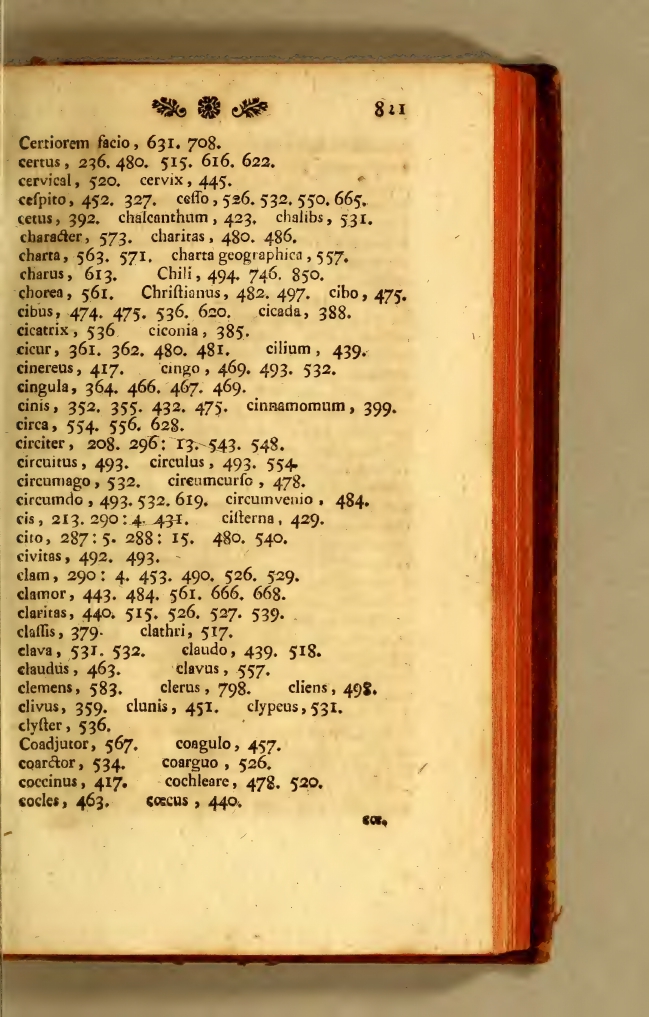 821
Certiorem facio, 631. 708.
certus, 236. 480. 515. 616. 622.
cervical, 520. cervix, 445.
ceſpito, 452. 327. ceſſo, 526. 532. 550. 665.
cetus, 392. chalcanthum, 423. chalibs, 531.
character, 573. charitas, 480. 486.
charta, 563. 571. charta geographica, 557.
charus, 613. Chili, 494. 746. 850.
chorea, 561. Chriſtianus, 482. 497. cibo, 475.
cibus, 474. 475. 536. 620. cicada, 388.
cicatrix, 536 ciconia, 385.
cicur, 361. 362. 480. 481. cilium, 439.
cinereus, 417. cingo, 469. 493. 532.
cingula, 364. 466. 467. 469.
cinis, 352. 355. 432. 475. cinnamomum, 399.
circa, 554. 556. 628.
circiter, 208. 296: 13. 543. 548.
circuitus, 493. circulus, 493. 554.
circumago, 532. circumcurſo, 478.
circumdo, 493. 532. 619. circumvenio, 484.
cis, 213. 290: 4. 431. ciſterna, 429.
cito, 287: 5. 288: 15. 480. 540.
civitas, 492. 493.
clam, 290: 4. 453. 490. 526. 529.
clamor, 443. 484. 561. 666. 668.
claritas, 440. 515. 526. 527. 539.
claſſis, 379. clathri, 517.
clava, 531. 532. claudo, 439. 518.
claudus, 463. clavus, 557.
clemens, 583. clerus, 798. cliens, 498.
clivus, 359. clunis, 451. clypeus, 531.
clyſter, 536.
Coadjutor, 567. coagulo, 457.
coarctor, 534. coarguo, 526.
coccinus, 417. cochleare, 478. 520.
cocles, 463. cœcus, 440.
cœ,